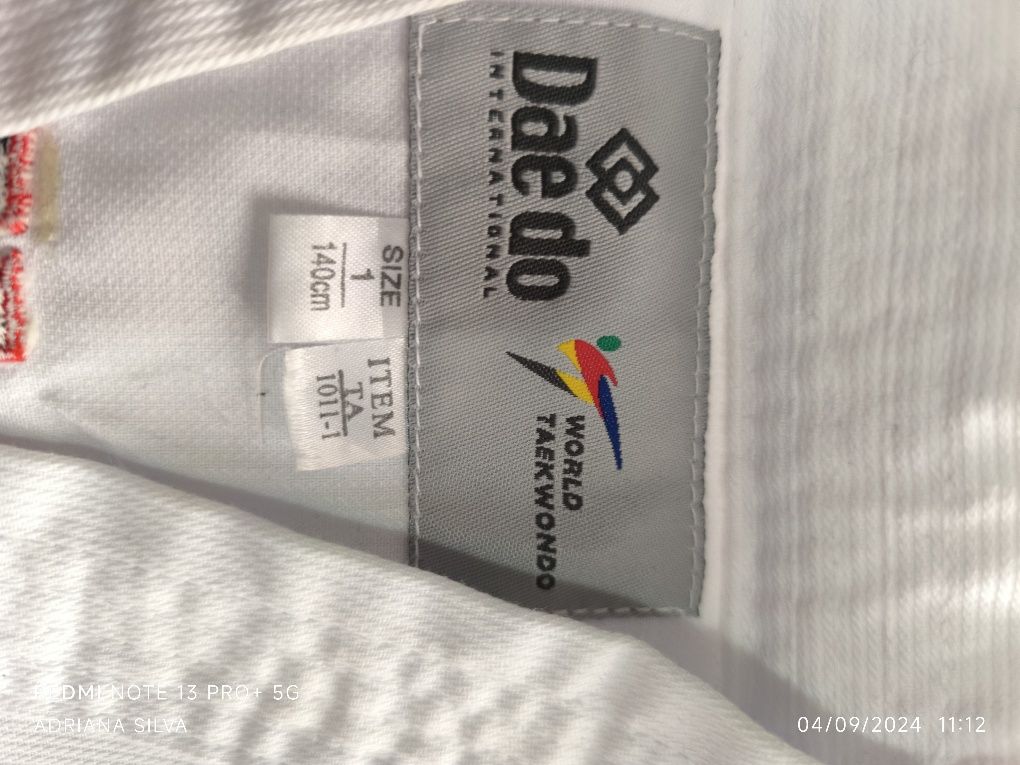 Daedo
INTERNATIONAL
WORLD
TAEKWONDO
SIZE
1
140cm
ITEM
TA
1011-1
REDMI NOTE 13 PRO+ 5G
ADRIANA SILVA
04/09/2024 11:12